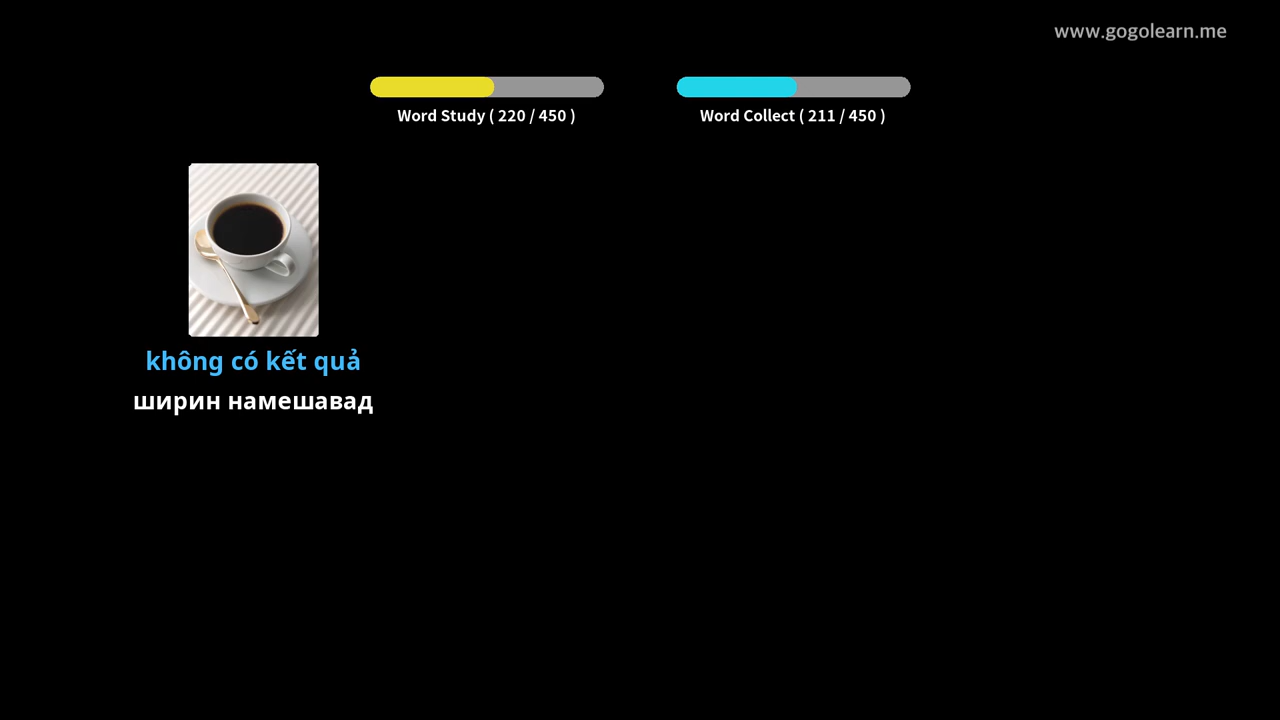 www.gogolearn.me
Word Study ( 220 / 450 )
Word Collect ( 211 / 450 )
không có kết quả
ширин намешавад